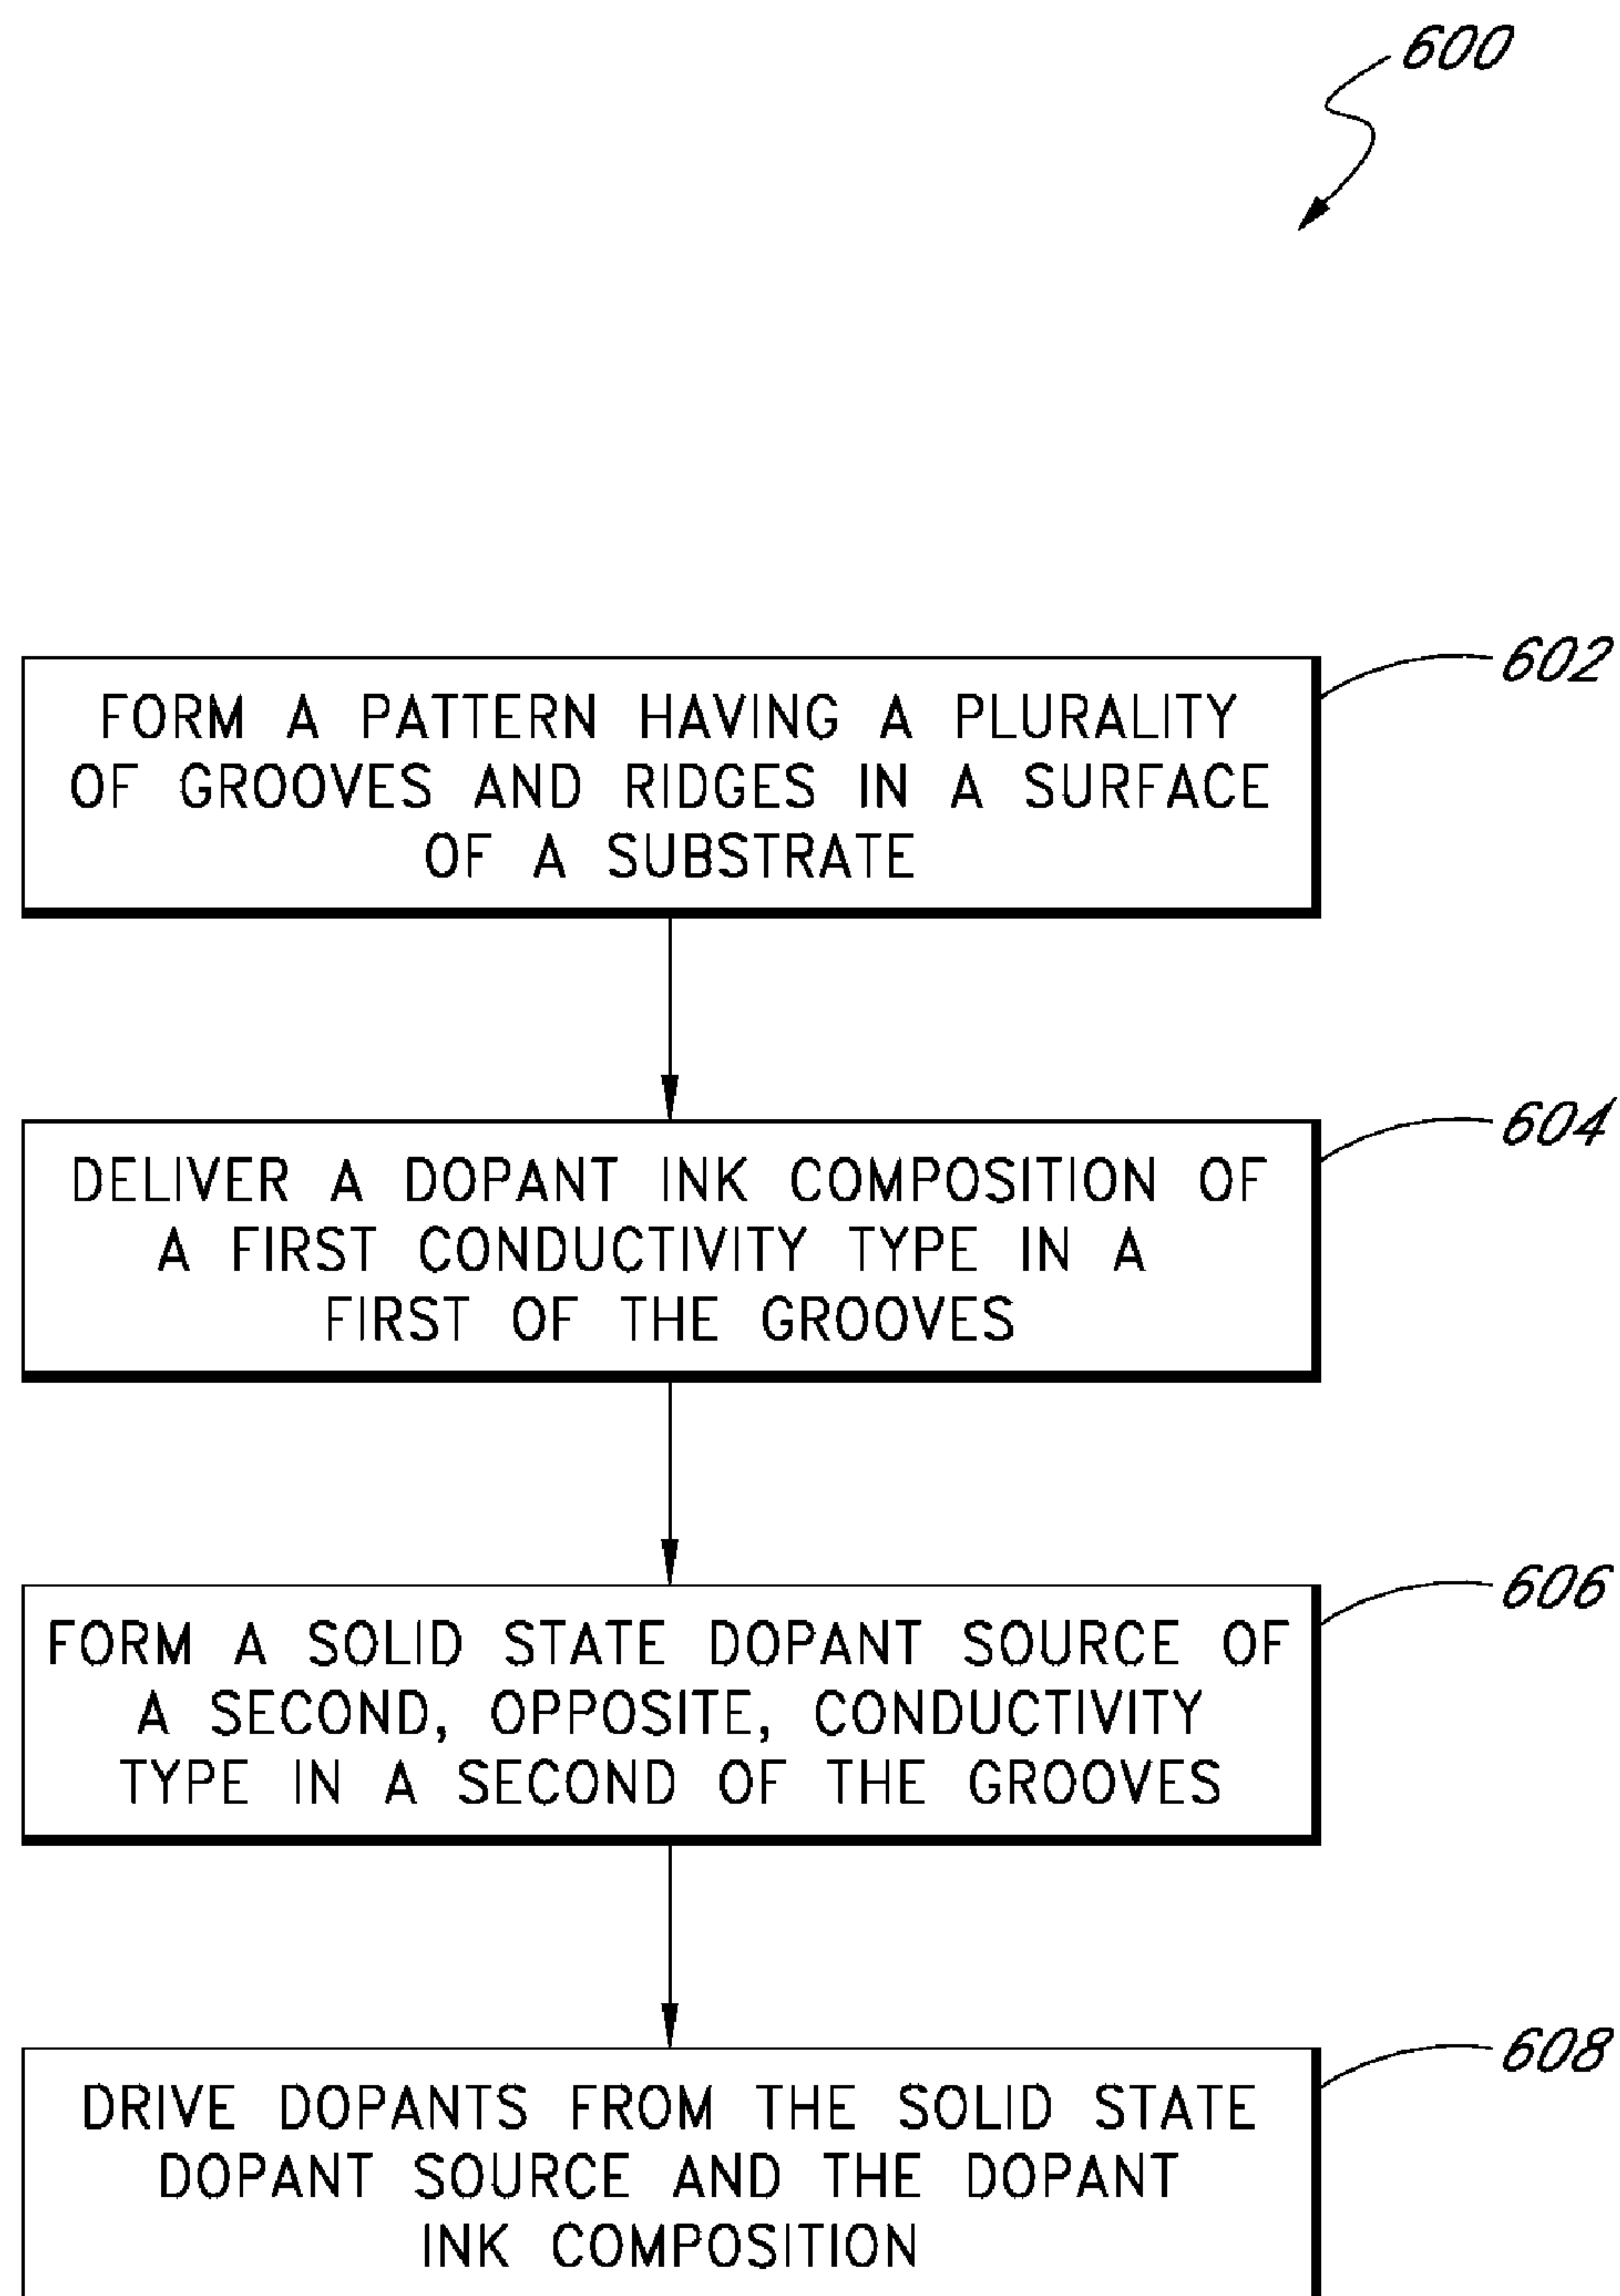 600
602
FORM A PATTERN HAVING A PLURALITY
OF GROOVES AND RIDGES IN A SURFACE
OF A SUBSTRATE
604
DELIVER A DOPANT INK COMPOSITION OF
A FIRST CONDUCTIVITY TYPE IN A
FIRST OF THE GROOVES
606
FORM A SOLID STATE DOPANT SOURCE OF
A SECOND, OPPOSITE, CONDUCTIVITY
TYPE IN A SECOND OF THE GROOVES
608
DRIVE DOPANTS FROM THE SOLID STATE
DOPANT SOURCE AND THE DOPANT
INK COMPOSITION